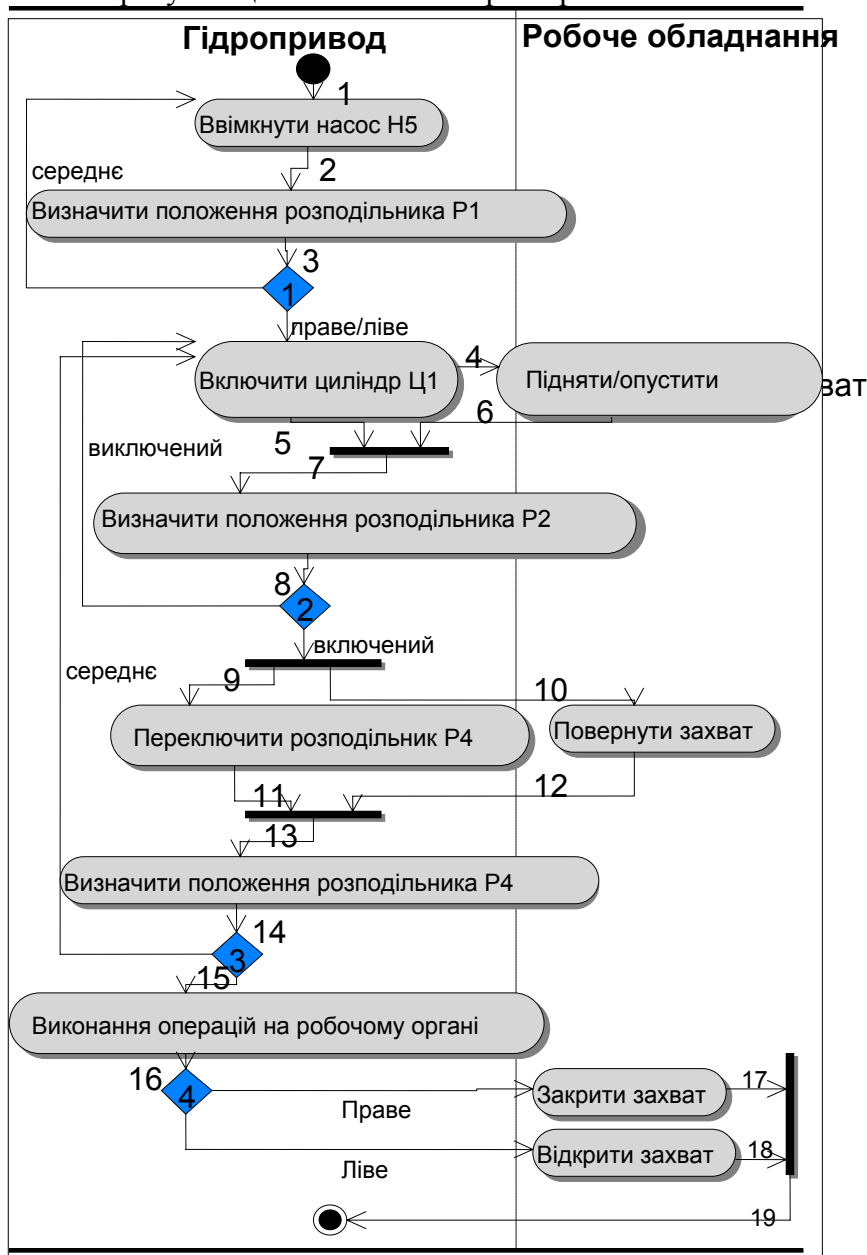 Гідропривод
Робоче обладнання
1
Ввімкнути насос Н5
2
середнє
Визначити положення розподільника Р1
3
1
праве/ліве
4
Включити циліндр Ц1
Підняти/опустити
ват
5
6
виключений
7
Визначити положення розподільника Р2
8
2
включений
середнє
9
10
Переключити розподільник Р4
Повернути захват
11
12
13
Визначити положення розподільника Р4
14
3
15
Виконання операцій на робочому органі
16
4
Праве
Закрити захват
17
Ліве
Відкрити захват
18
19